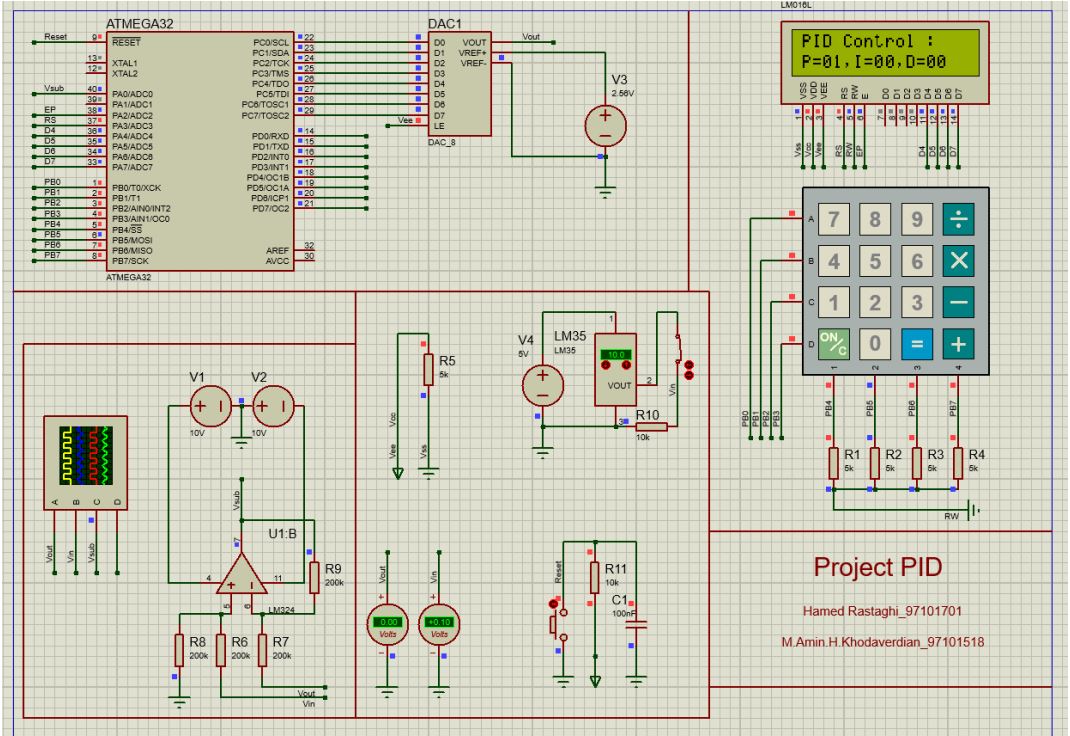 ATMEGA32
Reset
9
RESET
13
XTAL1
12
XTAL2
Vsub
40
PA0/ADC0
39
PA1/ADC1
EP
38
PA2/ADC2
RS
37
PA3/ADC3
D4
36
PA4/ADC4
D5
35
PA5/ADC5
D6
34
PA6/ADC6
D7
33
PA7/ADC7
PB0
1
PB0/T0/XCK
PB1
2
PB1/T1
PB2
3
PB2/AIN0/INT2
PB3
4
PB3/AIN1/OC0
PB4
5
PB4/SS
PB5
6
PB5/MOSI
PB6
7
PB6/MISO
PB7
8
PB7/SCK
PC0/SCL
22
PC1/SDA
23
PC2/TCK
24
PC3/TMS
25
PC4/TDO
26
PC5/TDI
27
PC6/TOSC1
28
PC7/TOSC2
29
PD0/RXD
14
PD1/TXD
15
PD2/INT0
16
PD3/INT1
17
PD4/OC1B
18
PD5/OC1A
19
PD6/ICP1
20
PD7/OC2
21
AREF
32
AVCC
30
ATMEGA32
DAC1
D0
D1
D2
D3
D4
D5
D6
D7
LE
VOUT
VREF+
VREF-
Vout
Vee
DAC_8
V3
2.56V
LM016L
PID Control :
P=01,I=00,D=00
VSS
VDD
VEE
RS
RW
E
D0
D1
D2
D3
D4
D5
D6
D7
1
2
3
4
5
6
7
8
9
10
11
12
13
14
Vss
Vcc
Vee
RS
RW
EP
D4
D5
D6
D7
A
B
C
D
7
8
9
÷
4
5
6
×
1
2
3
−
ON/C
0
=
+
1
2
3
4
PB0
PB1
PB2
PB3
PB4
PB5
PB6
PB7
R1
5k
R2
5k
R3
5k
R4
5k
RW
V1
10V
V2
10V
A
B
C
D
Vout
Vin
Vsub
Vsub
7
U1:B
4
11
5
6
LM324
R9
200k
R8
200k
R6
200k
R7
200k
Vout
Vin
R5
5k
Vcc
Vee
Vss
V4
5V
LM35
LM35
1
10.0
VOUT
2
3
R10
10k
Vin
Vout
0.00
Volts
Vin
+0.10
Volts
Reset
R11
10k
C1
100nF
Project PID
Hamed Rastaghi_97101701
M.Amin.H.Khodaverdian_97101518